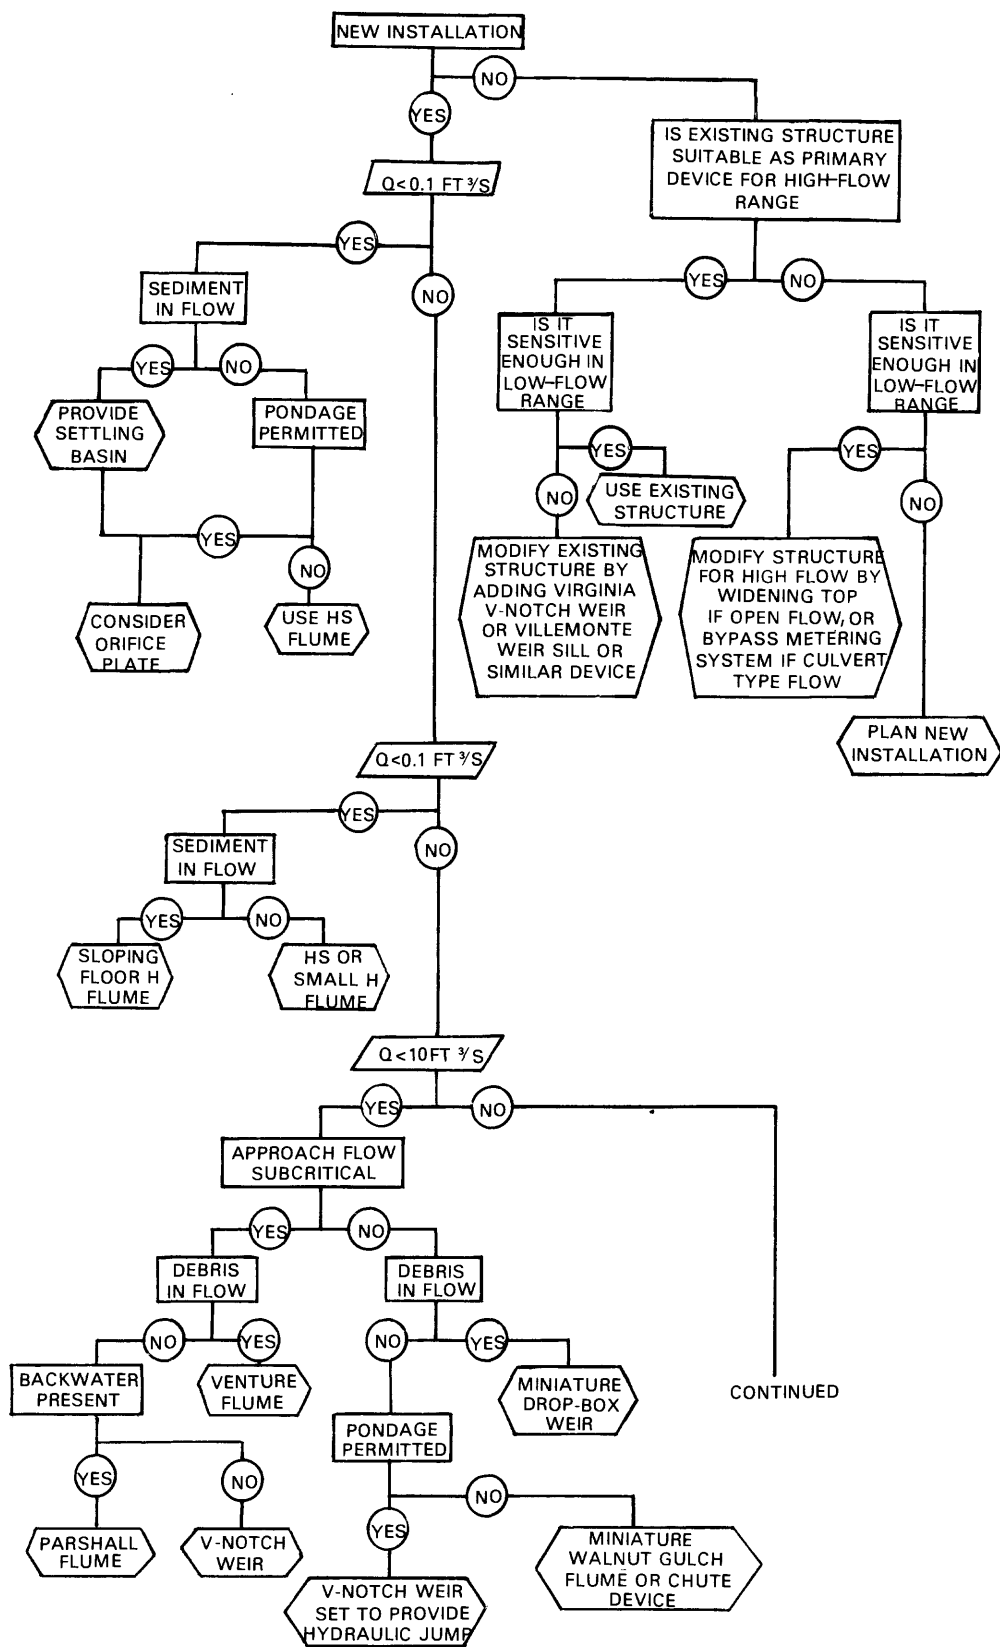 NEW INSTALLATION
NO
YES
IS EXISTING STRUCTURE
SUITABLE AS PRIMARY
DEVICE FOR HIGH-FLOW
RANGE
Q<0.1 FT ³/S
YES
NO
SEDIMENT
IN FLOW
YES
NO
PROVIDE
SETTLING
BASIN
PONDAGE
PERMITTED
YES
NO
CONSIDER
ORIFICE
PLATE
USE HS
FLUME
YES
NO
IS IT
SENSITIVE
ENOUGH IN
LOW-FLOW
RANGE
IS IT
SENSITIVE
ENOUGH IN
LOW-FLOW
RANGE
YES
NO
USE EXISTING
STRUCTURE
YES
NO
MODIFY EXISTING
STRUCTURE BY
ADDING VIRGINIA
V-NOTCH WEIR
OR VILLEMONTE
WEIR SILL OR
SIMILAR DEVICE
MODIFY STRUCTURE
FOR HIGH FLOW BY
WIDENING TOP
IF OPEN FLOW, OR
BYPASS METERING
SYSTEM IF CULVERT
TYPE FLOW
PLAN NEW
INSTALLATION
Q<0.1 FT ³/S
YES
NO
SEDIMENT
IN FLOW
YES
NO
SLOPING
FLOOR H
FLUME
HS OR
SMALL H
FLUME
Q<10 FT ³/S
YES
NO
APPROACH FLOW
SUBCRITICAL
YES
NO
DEBRIS
IN FLOW
DEBRIS
IN FLOW
NO
YES
NO
YES
BACKWATER
PRESENT
VENTURE
FLUME
MINIATURE
DROP-BOX
WEIR
CONTINUED
PONDAGE
PERMITTED
YES
NO
NO
YES
PARSHALL
FLUME
V-NOTCH
WEIR
MINIATURE
WALNUT GULCH
FLUME OR CHUTE
DEVICE
V-NOTCH WEIR
SET TO PROVIDE
HYDRAULIC JUMP